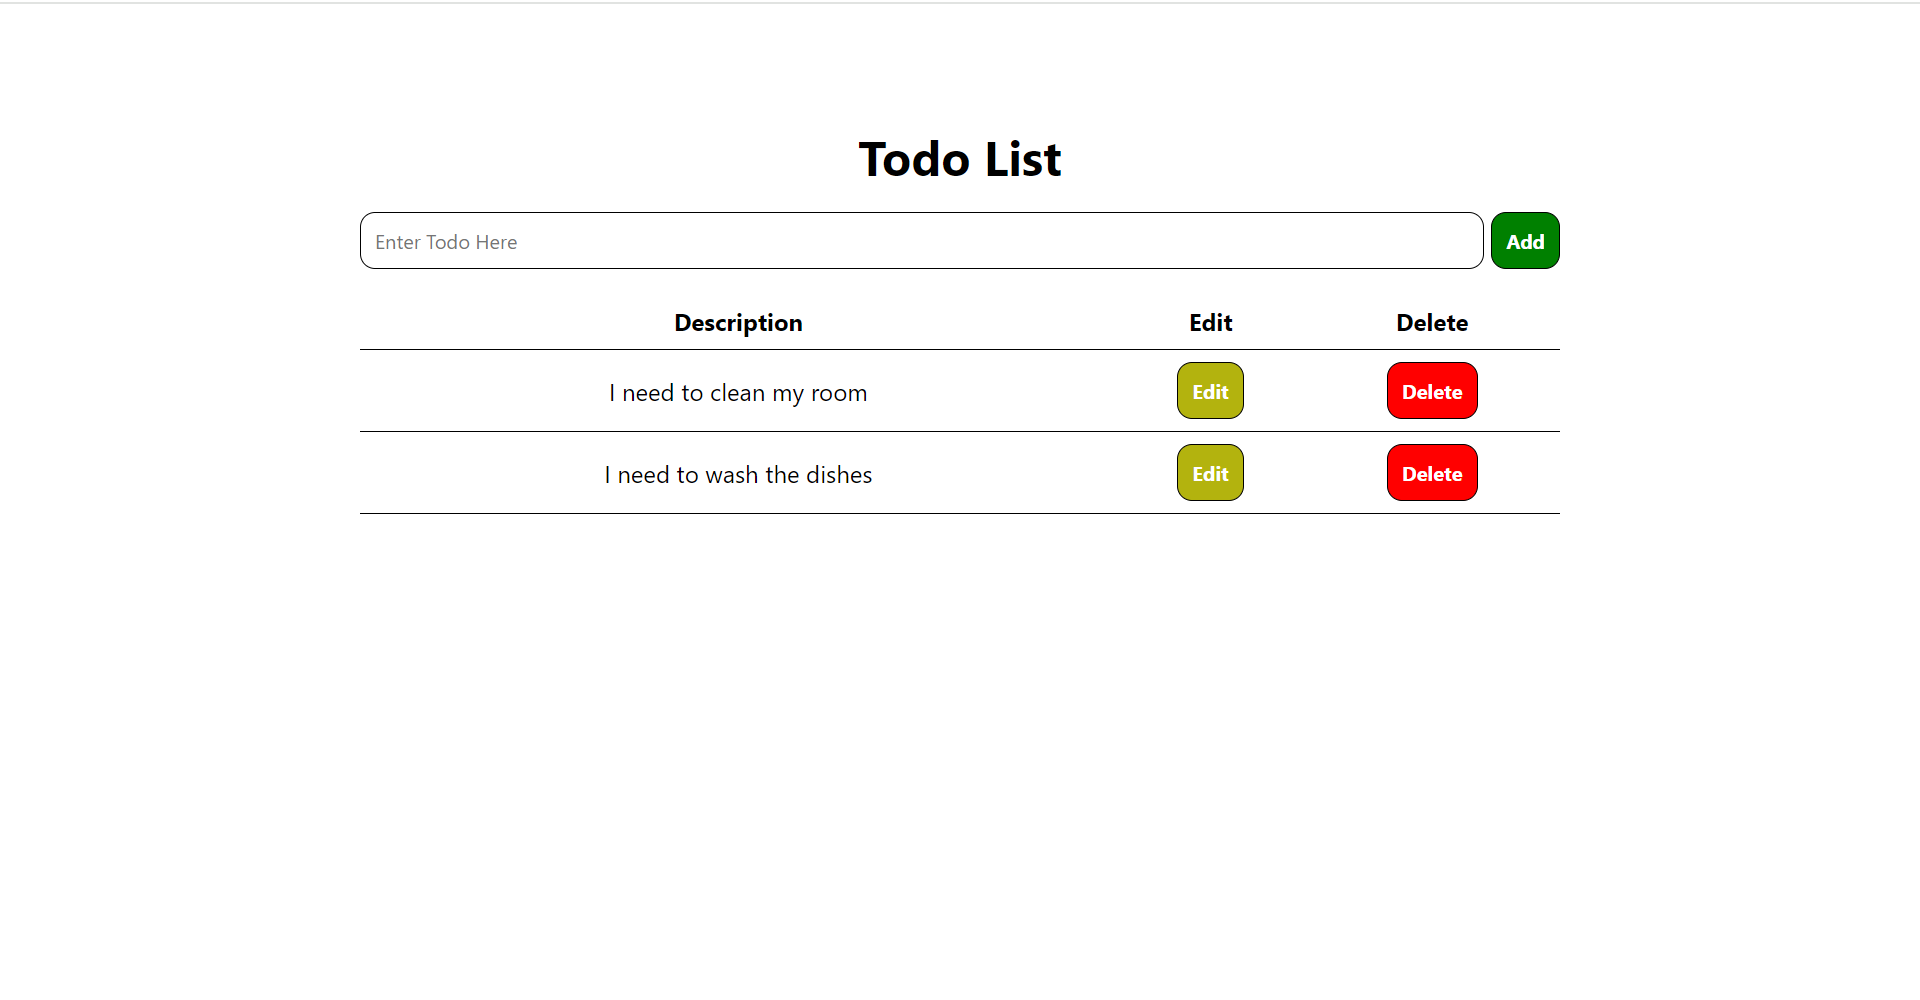 Todo List
Enter Todo Here Add
Description Edit Delete
I need to clean my room Edit Delete
I need to wash the dishes Edit Delete